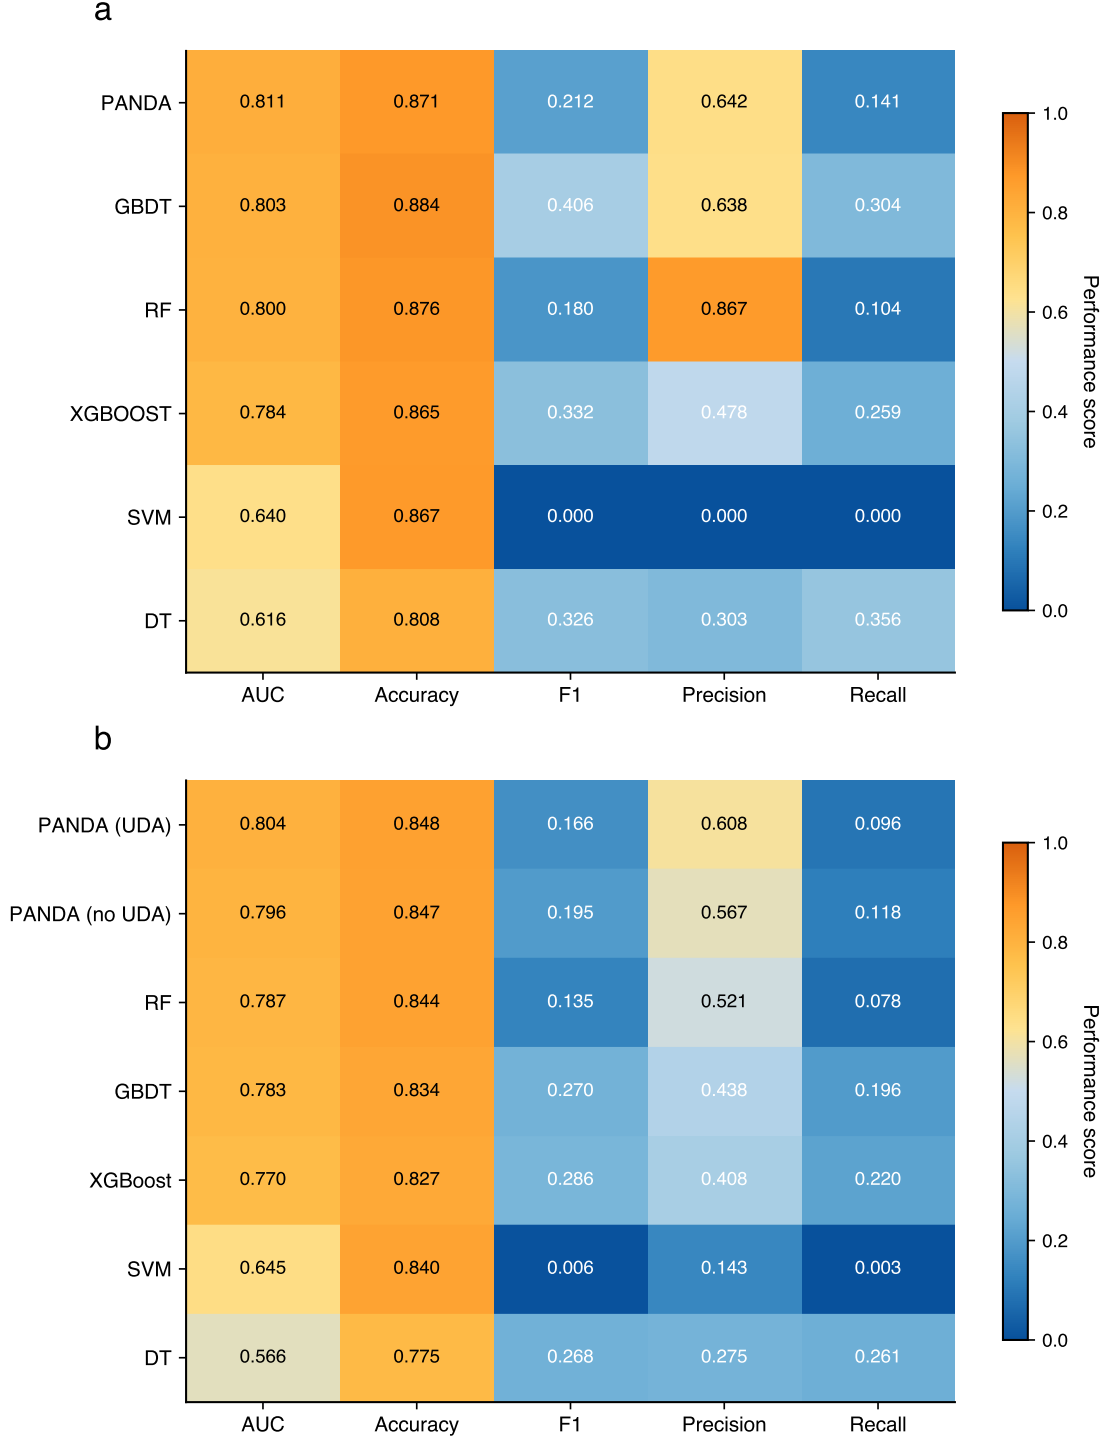 a
PANDA 0.811 0.871 0.212 0.642 0.141
GBDT 0.803 0.884 0.406 0.638 0.304
RF 0.800 0.876 0.180 0.867 0.104
XGBOOST 0.784 0.865 0.332 0.478 0.259
SVM 0.640 0.867 0.000 0.000 0.000
DT 0.616 0.808 0.326 0.303 0.356
AUC Accuracy F1 Precision Recall
1.0
0.8
0.6
0.4
0.2
0.0
Performance score
b
PANDA (UDA) 0.804 0.848 0.166 0.608 0.096
PANDA (no UDA) 0.796 0.847 0.195 0.567 0.118
RF 0.787 0.844 0.135 0.521 0.078
GBDT 0.783 0.834 0.270 0.438 0.196
XGBoost 0.770 0.827 0.286 0.408 0.220
SVM 0.645 0.840 0.006 0.143 0.003
DT 0.566 0.775 0.268 0.275 0.261
AUC Accuracy F1 Precision Recall
1.0
0.8
0.6
0.4
0.2
0.0
Performance score